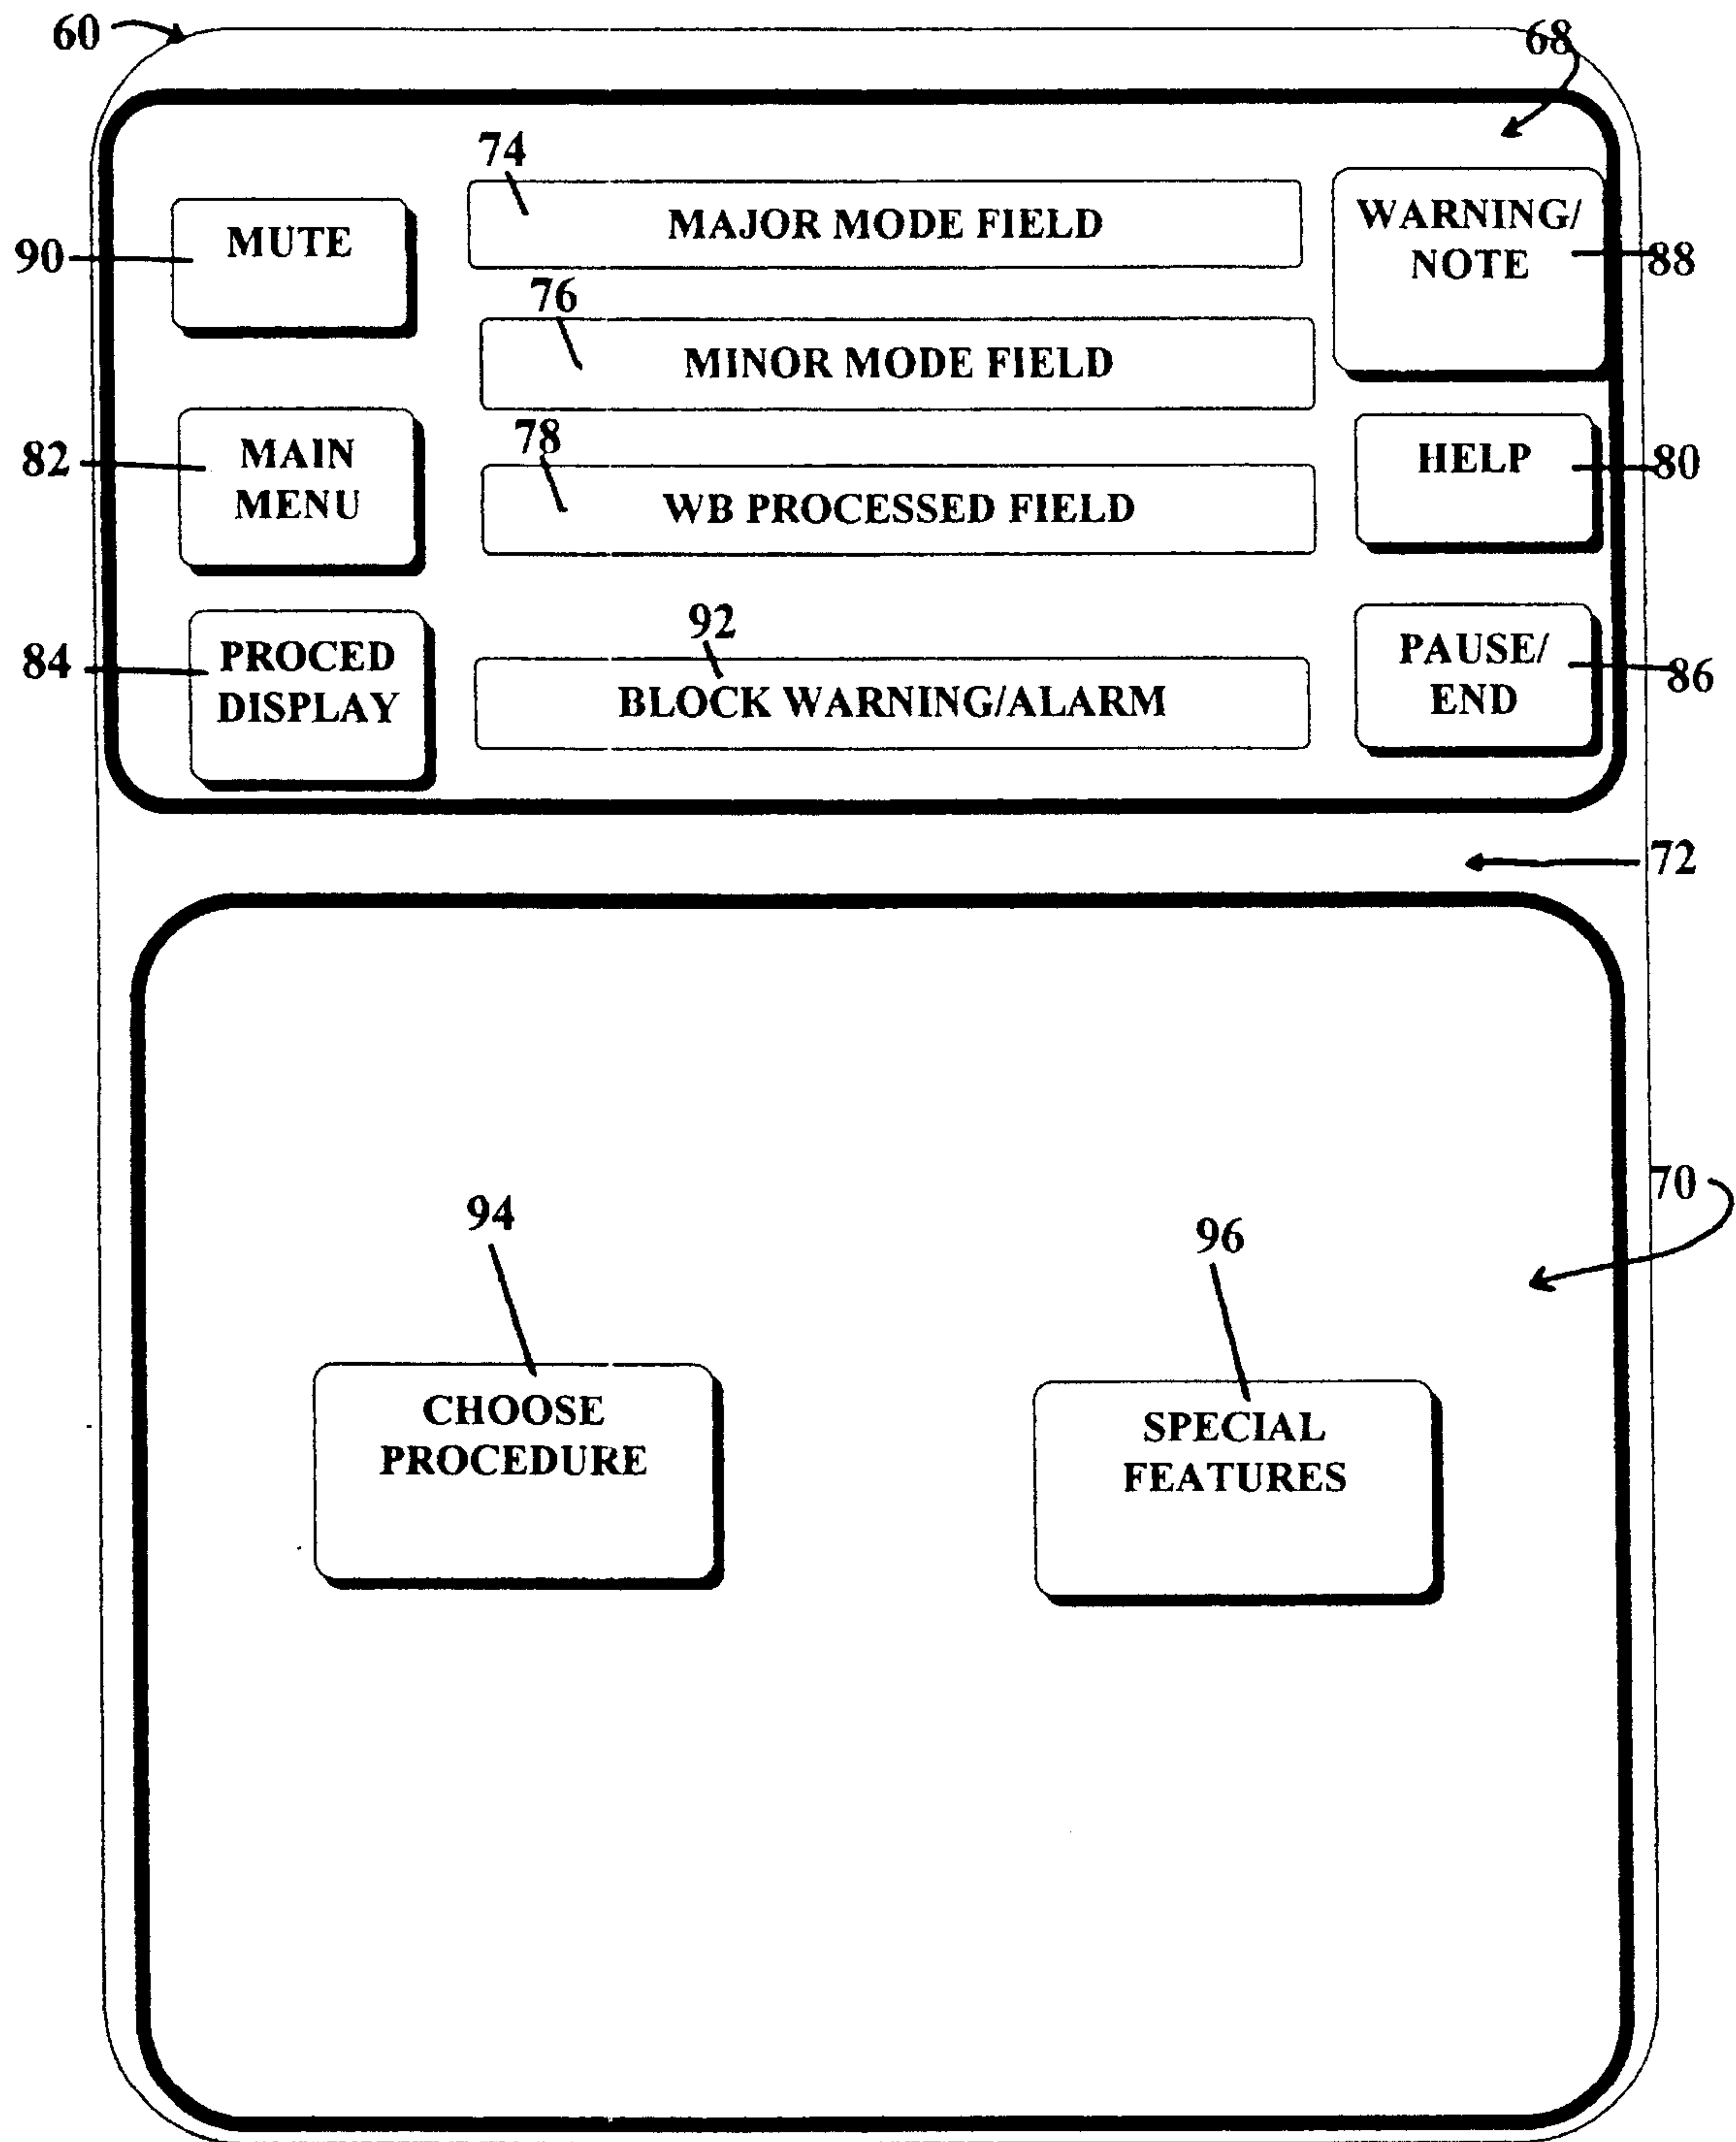 60
68
74
MAJOR MODE FIELD
WARNING/
NOTE
88
MUTE
90
76
MINOR MODE FIELD
78
WB PROCESSED FIELD
82
MAIN
MENU
HELP
80
84
PROCED
DISPLAY
92
BLOCK WARNING/ALARM
PAUSE/
END
86
72
70
94
96
CHOOSE
PROCEDURE
SPECIAL
FEATURES